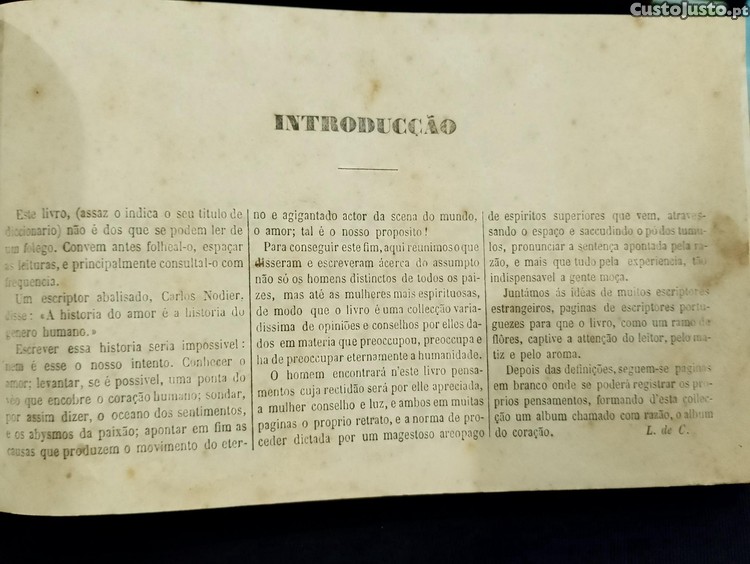 CustoJusto.pt
INTRODUCÇÃO
Este livro, (assaz o indica o seu titulo de
diccionario) não é dos que se podem ler de
um folego. Convem antes folheal-o, espaçar
as leituras, e principalmente consultal-o com
frequencia.
Um escriptor abalisado, Carlos Nodier,
disse: «A historia do amor é a historia do
genero humano.»
Escrever essa historia seria impossivel:
nem é esse o nosso intento. Conhecer o
amor; levantar, se é possivel, uma ponta do
véo que encobre o coração humano; sondar,
por assim dizer, o oceano dos sentimentos,
e os abysmos da paixão; apontar em fim as
causas que produzem o movimento do eter-
no e agigantado actor da scena do mundo,
o amor; tal é o nosso proposito!
Para conseguir este fim, aqui reunimos o que
disseram e escreveram ácerca do assumpto
não só os homens distinctos de todos os pai-
zes, mas até as mulheres mais espirituosas,
de modo que o livro é uma collecção varia-
dissima de opiniões e conselhos por elles da-
dos em materia que preoccupou, preoccupa e
ha de preoccupar eternamente a humanidade.
O homem encontrará n'este livro pensa-
mentos cuja rectidão será por elle apreciada,
a mulher conselho e luz, e ambos em muitas
paginas o proprio retrato, e a norma de pro-
ceder dictada por um magestoso areopago
de espiritos superiores que vem, atraves-
sando o espaço e saccudindo o pó dos tumu-
los, pronunciar a sentença apontada pela ra-
zão, e mais que tudo pela experiencia, tão
indispensavel a gente moça.
Juntámos ás idéas de muitos escriptores
estrangeiros, paginas de escriptores portu-
guezes para que o livro, como um ramo de
flôres, captive a attenção do leitor, pelo ma-
tiz e pelo aroma.
Depois das definições, seguem-se paginas
em branco onde se poderá registrar os pro-
prios pensamentos, formando d'esta collec-
ção um album chamado com razão, o album
do coração. L. de C.